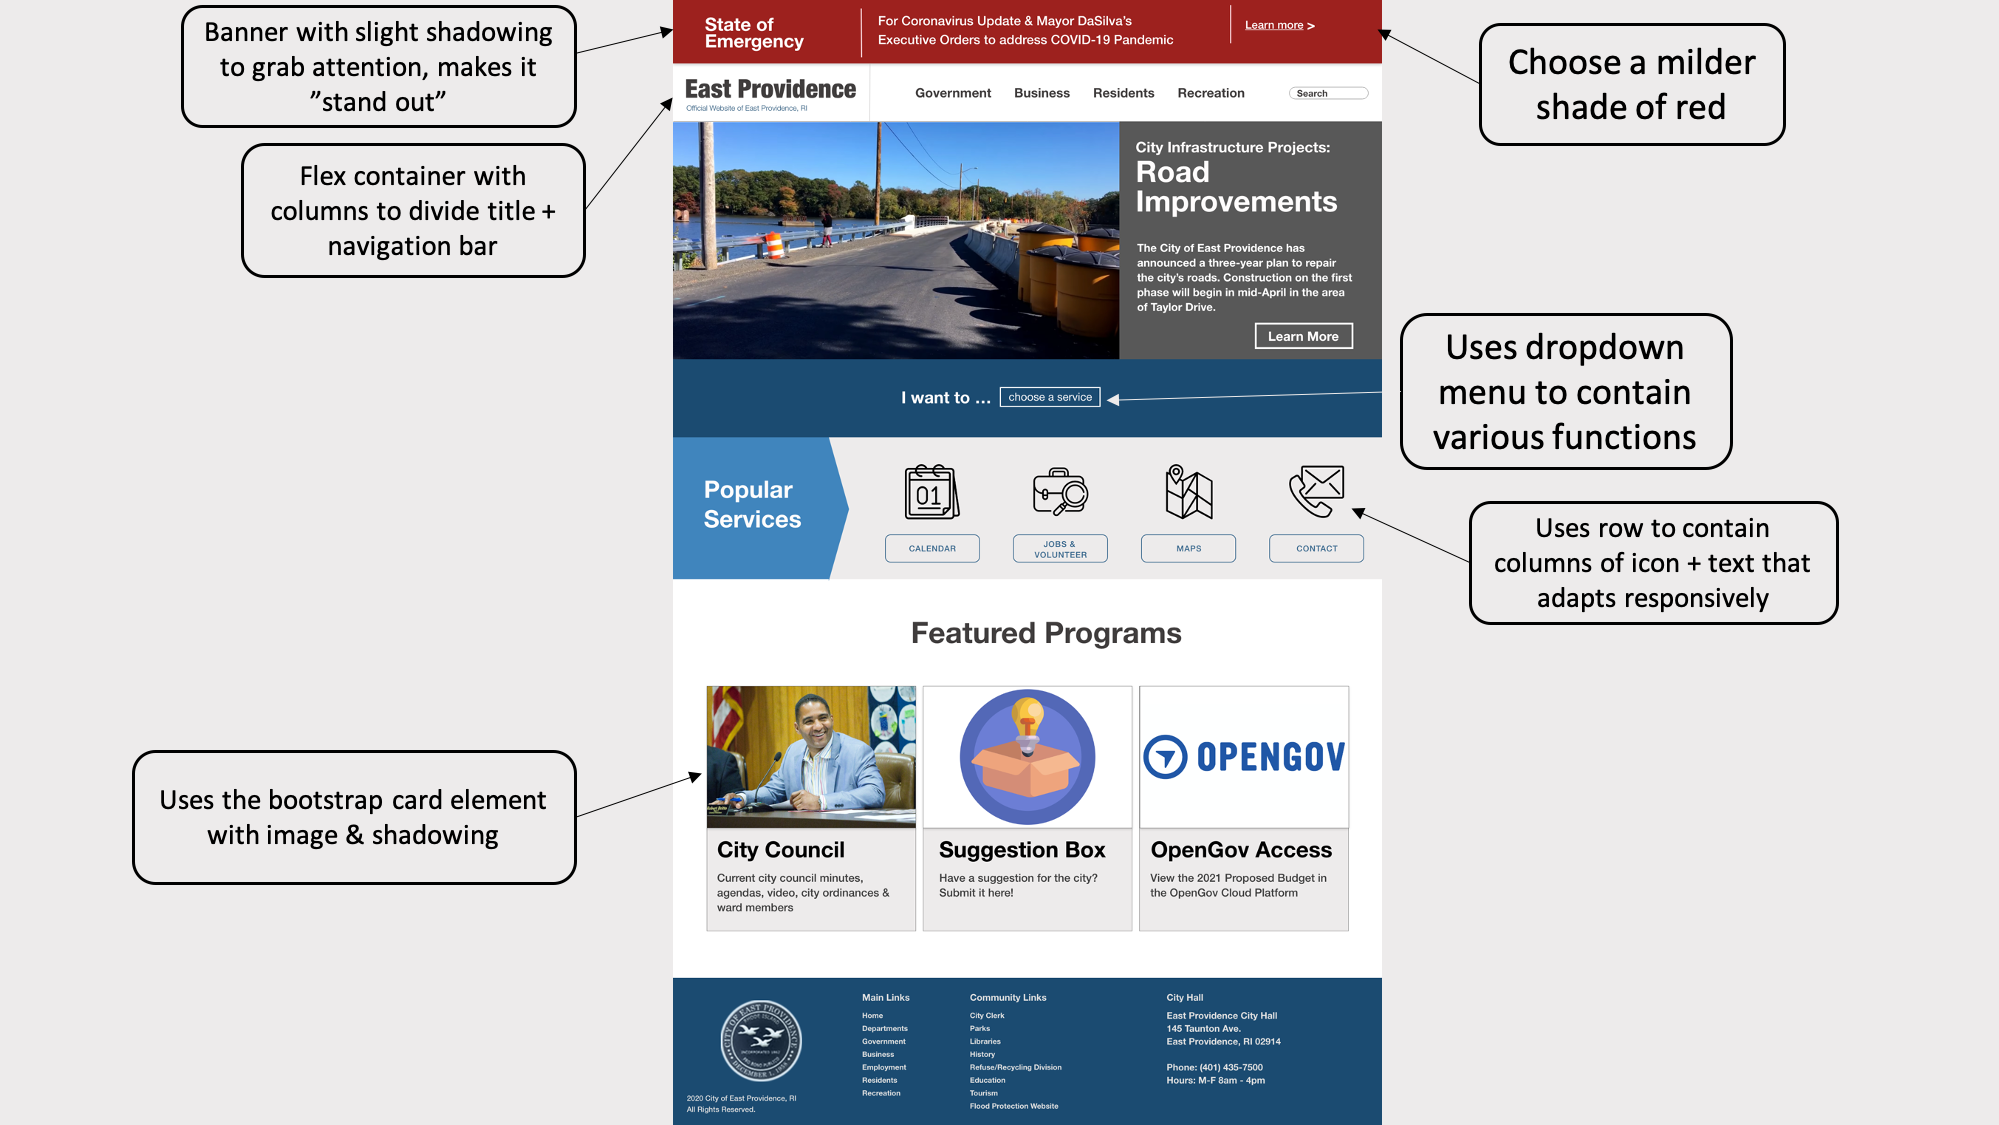 Banner with slight shadowing
to grab attention, makes it
”stand out”
Flex container with
columns to divide title +
navigation bar
Uses the bootstrap card element
with image & shadowing
State of
Emergency
For Coronavirus Update & Mayor DaSilva's
Executive Orders to address COVID-19 Pandemic
Learn more >
East Providence
Official Website of East Providence, RI
Government Business Residents Recreation
Search
City Infrastructure Projects:
Road
Improvements
The City of East Providence has
announced a three-year plan to repair
the city's roads. Construction on the first
phase will begin in mid-April in the area
of Taylor Drive.
Learn More
I want to ... choose a service
Popular
Services
01
CALENDAR
JOBS &
VOLUNTEER
MAPS
CONTACT
Featured Programs
OPENGOV
City Council
Current city council minutes,
agendas, video, city ordinances &
ward members
Suggestion Box
Have a suggestion for the city?
Submit it here!
OpenGov Access
View the 2021 Proposed Budget in
the OpenGov Cloud Platform
CITY OF EAST PROVIDENCE
2020 City of East Providence, RI
All Rights Reserved.
Main Links
Home
Departments
Government
Business
Employment
Residents
Recreation
Community Links
City Clerk
Parks
Libraries
History
Refuse/Recycling Division
Education
Tourism
Flood Protection Website
City Hall
East Providence City Hall
145 Taunton Ave.
East Providence, RI 02914
Phone: (401) 435-7500
Hours: M-F 8am - 4pm
Choose a milder
shade of red
Uses dropdown
menu to contain
various functions
Uses row to contain
columns of icon + text that
adapts responsively